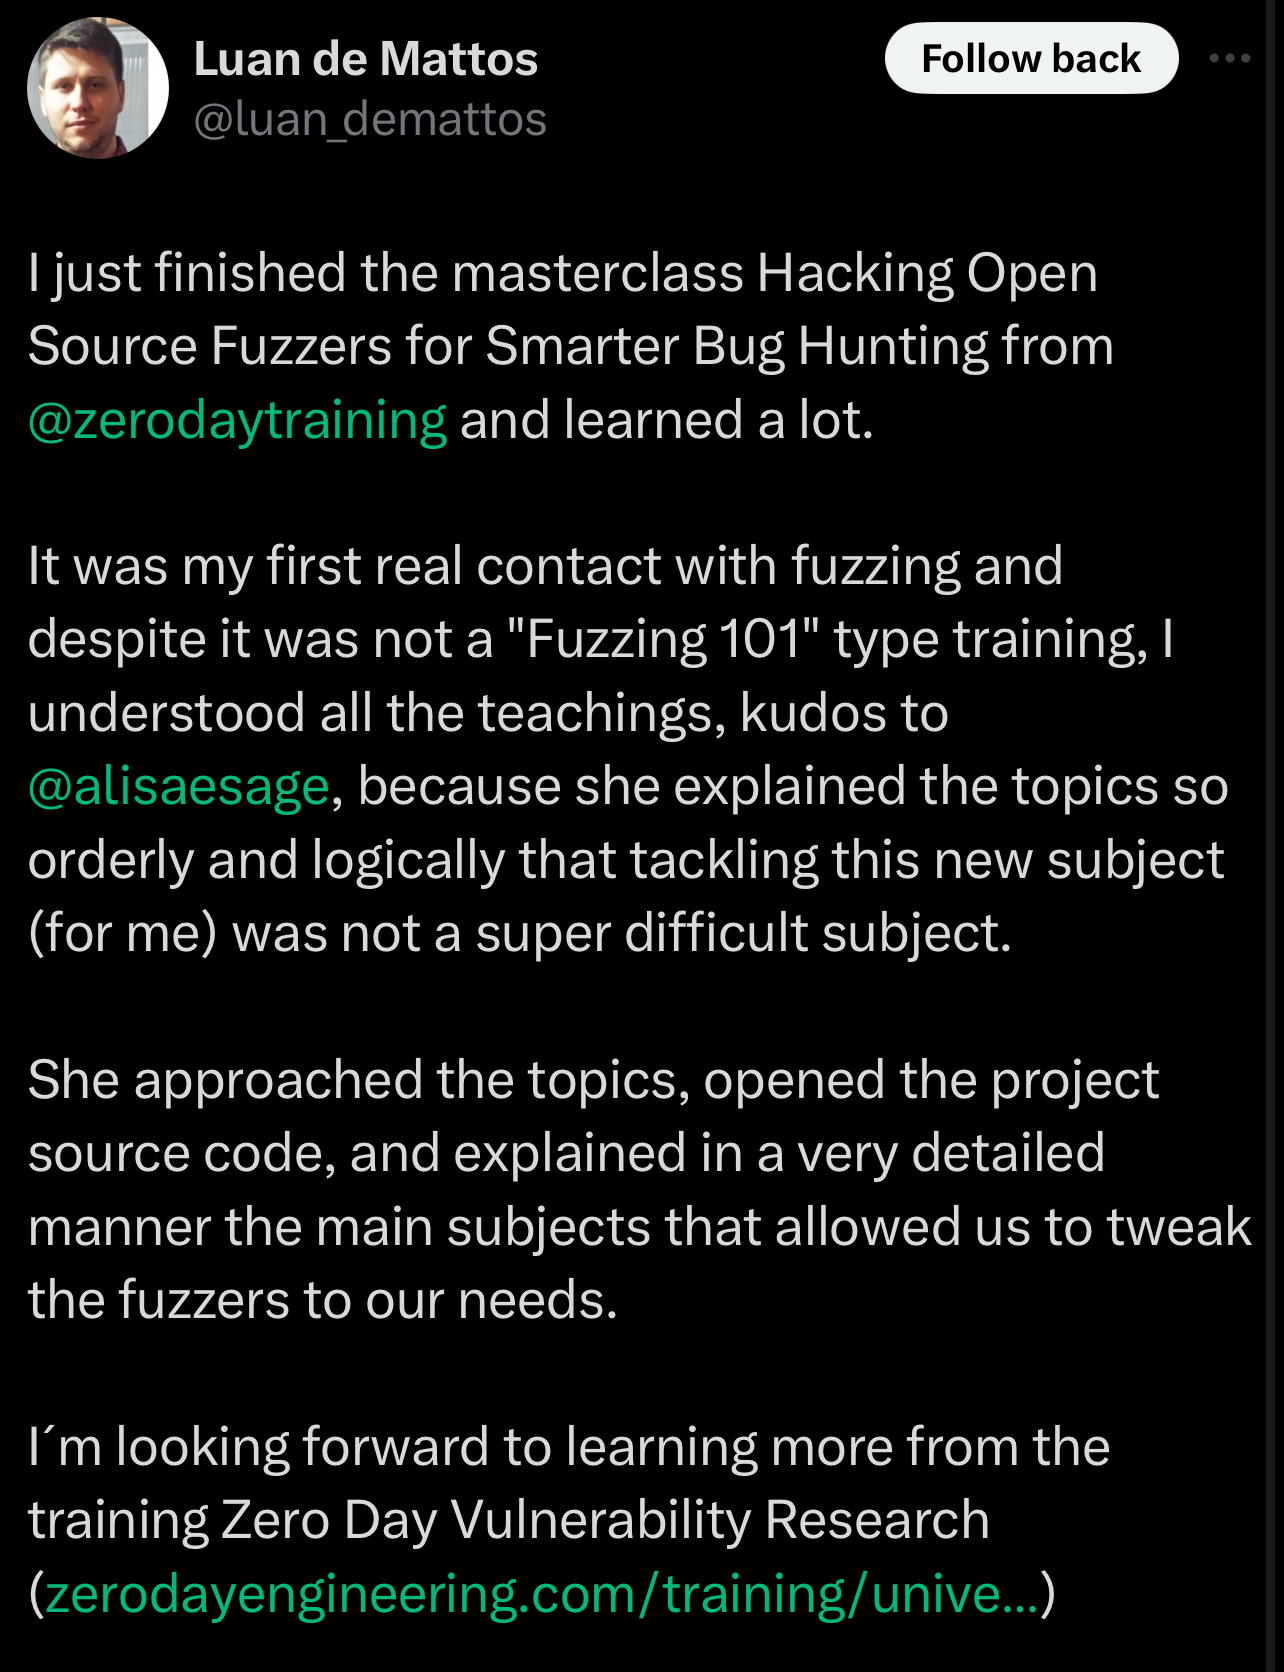 Luan de Mattos
Follow back
@luan_demattos
I just finished the masterclass Hacking Open
Source Fuzzers for Smarter Bug Hunting from
@zerodaytraining and learned a lot.
It was my first real contact with fuzzing and
despite it was not a "Fuzzing 101" type training, I
understood all the teachings, kudos to
@alisaesage, because she explained the topics so
orderly and logically that tackling this new subject
(for me) was not a super difficult subject.
She approached the topics, opened the project
source code, and explained in a very detailed
manner the main subjects that allowed us to tweak
the fuzzers to our needs.
I´m looking forward to learning more from the
training Zero Day Vulnerability Research
(zerodayengineering.com/training/unive...)